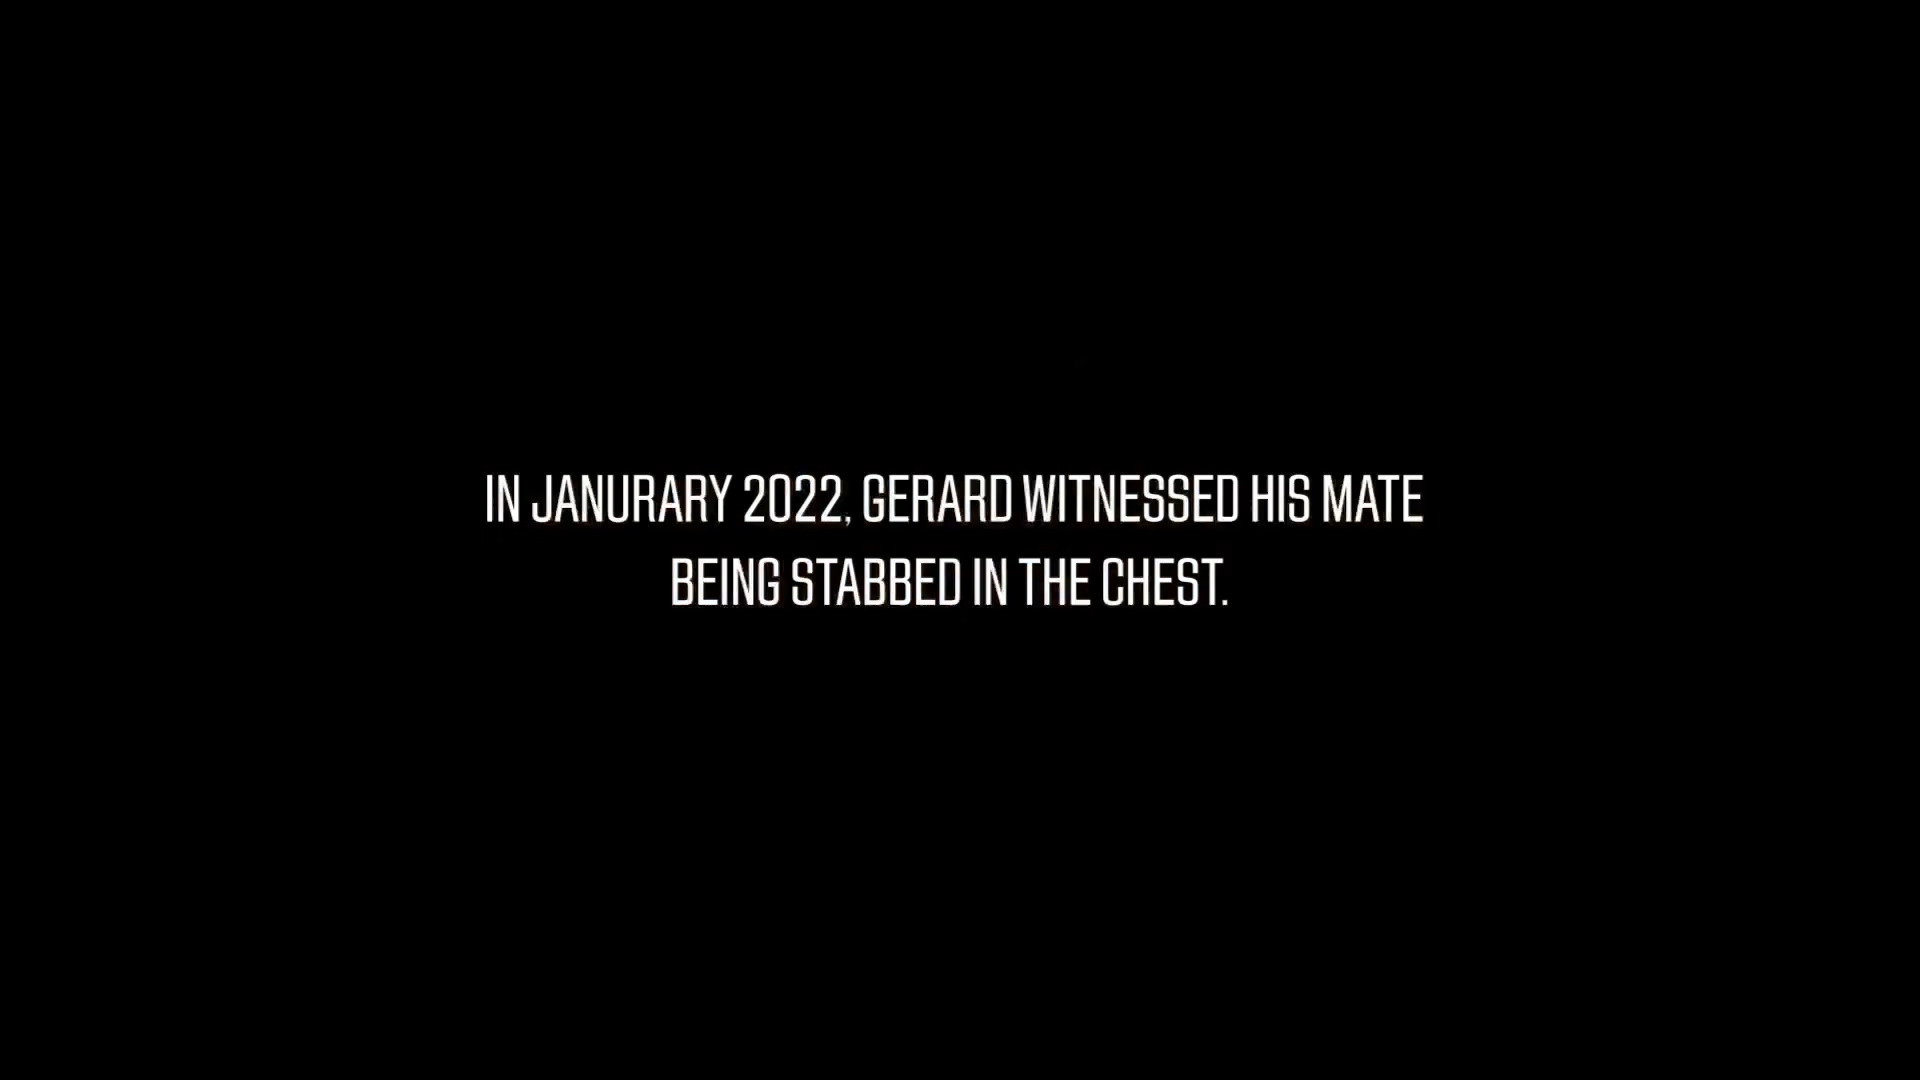 IN JANURARY 2022, GERARD WITNESSED HIS MATE
BEING STABBED IN THE CHEST.